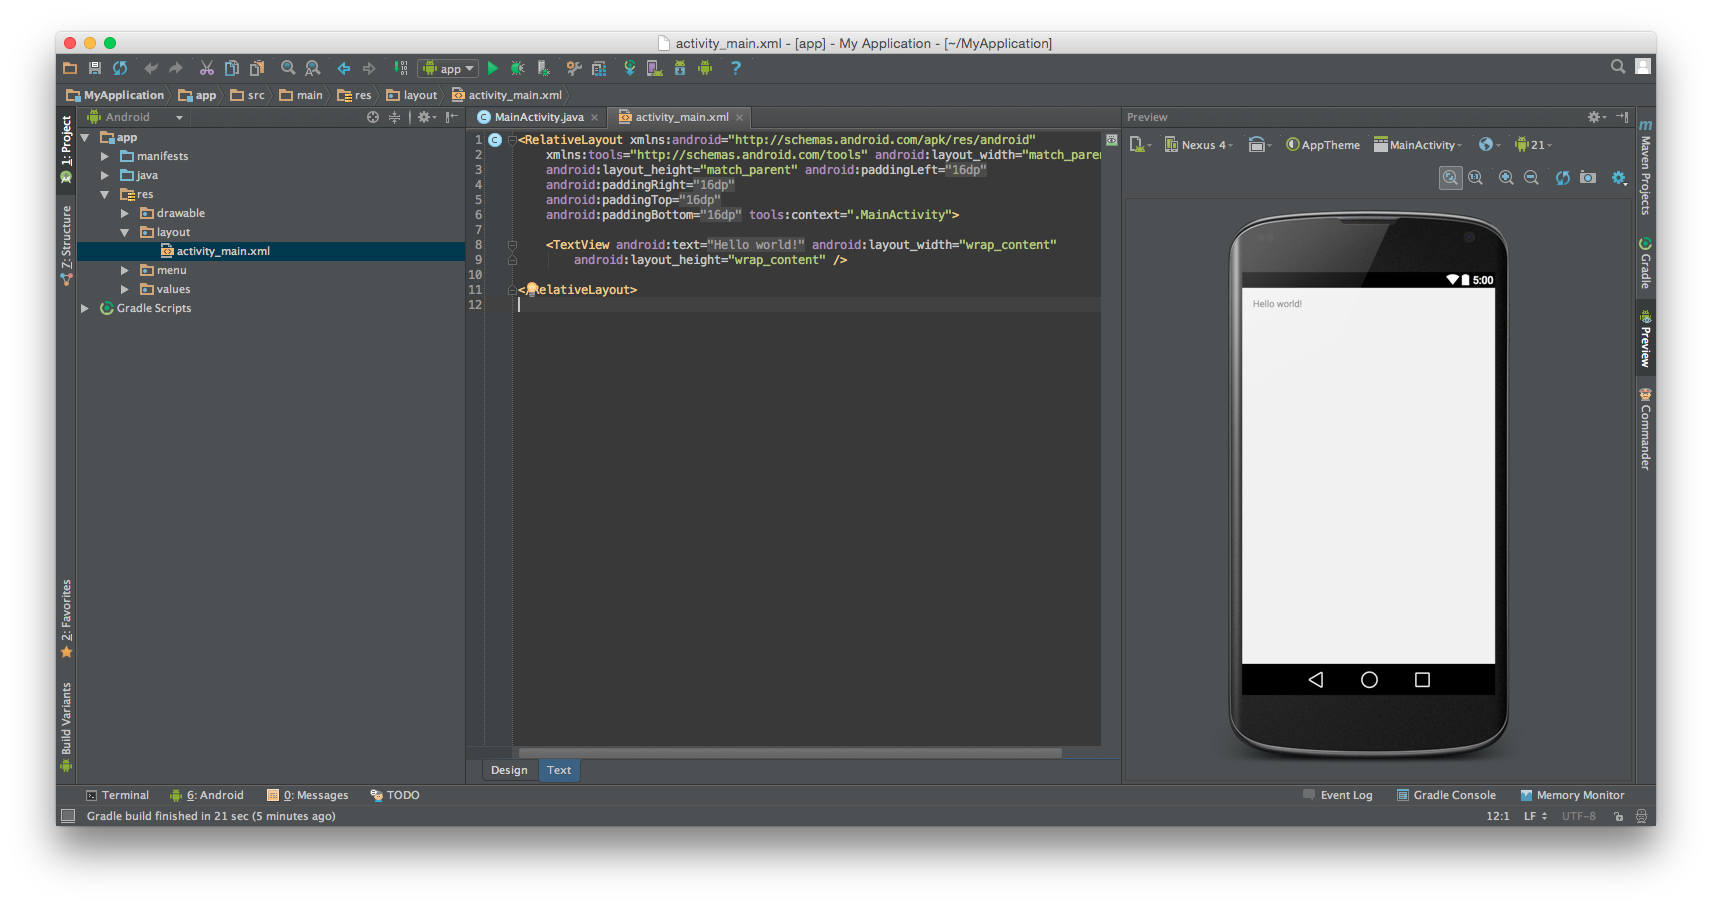 activity_main.xml - [app] - My Application - [~/MyApplication]
app
?
MyApplication app src main res layout activity_main.xml
1: Project
Z: Structure
2: Favorites
Build Variants
Android
app
manifests
java
res
drawable
layout
activity_main.xml
menu
values
Gradle Scripts
MainActivity.java activity_main.xml
1 <RelativeLayout xmlns:android="http://schemas.android.com/apk/res/android"
2 xmlns:tools="http://schemas.android.com/tools" android:layout_width="match_pare
3 android:layout_height="match_parent" android:paddingLeft="16dp"
4 android:paddingRight="16dp"
5 android:paddingTop="16dp"
6 android:paddingBottom="16dp" tools:context=".MainActivity">
7
8 <TextView android:text="Hello world!" android:layout_width="wrap_content"
9 android:layout_height="wrap_content" />
10
11 </RelativeLayout>
12
Design Text
Preview
Nexus 4 AppTheme MainActivity 21
5:00
Hello world!
Maven Projects
Gradle
Preview
Commander
Terminal 6: Android 0: Messages TODO Event Log Gradle Console Memory Monitor
Gradle build finished in 21 sec (5 minutes ago) 12:1 LF UTF-8